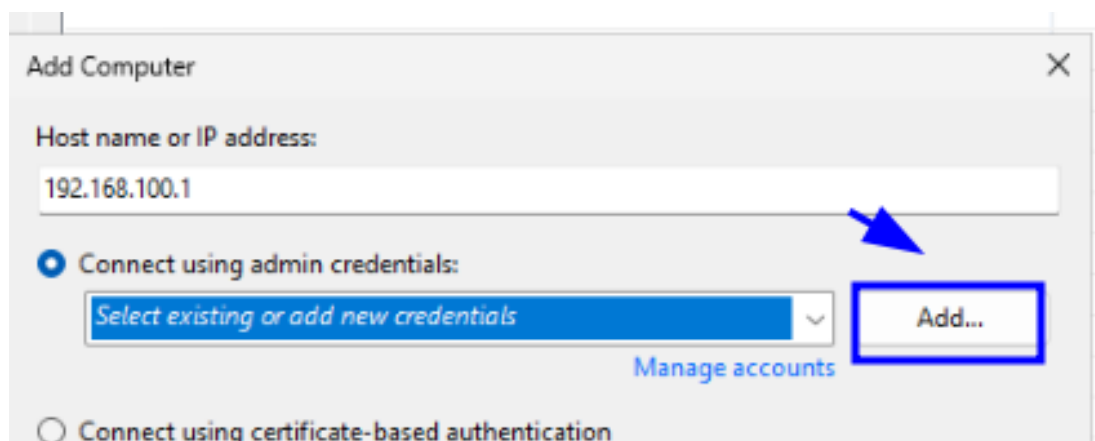 Add Computer
Host name or IP address:
192.168.100.1
Connect using admin credentials:
Select existing or add new credentials
Add...
Manage accounts
Connect using certificate-based authentication